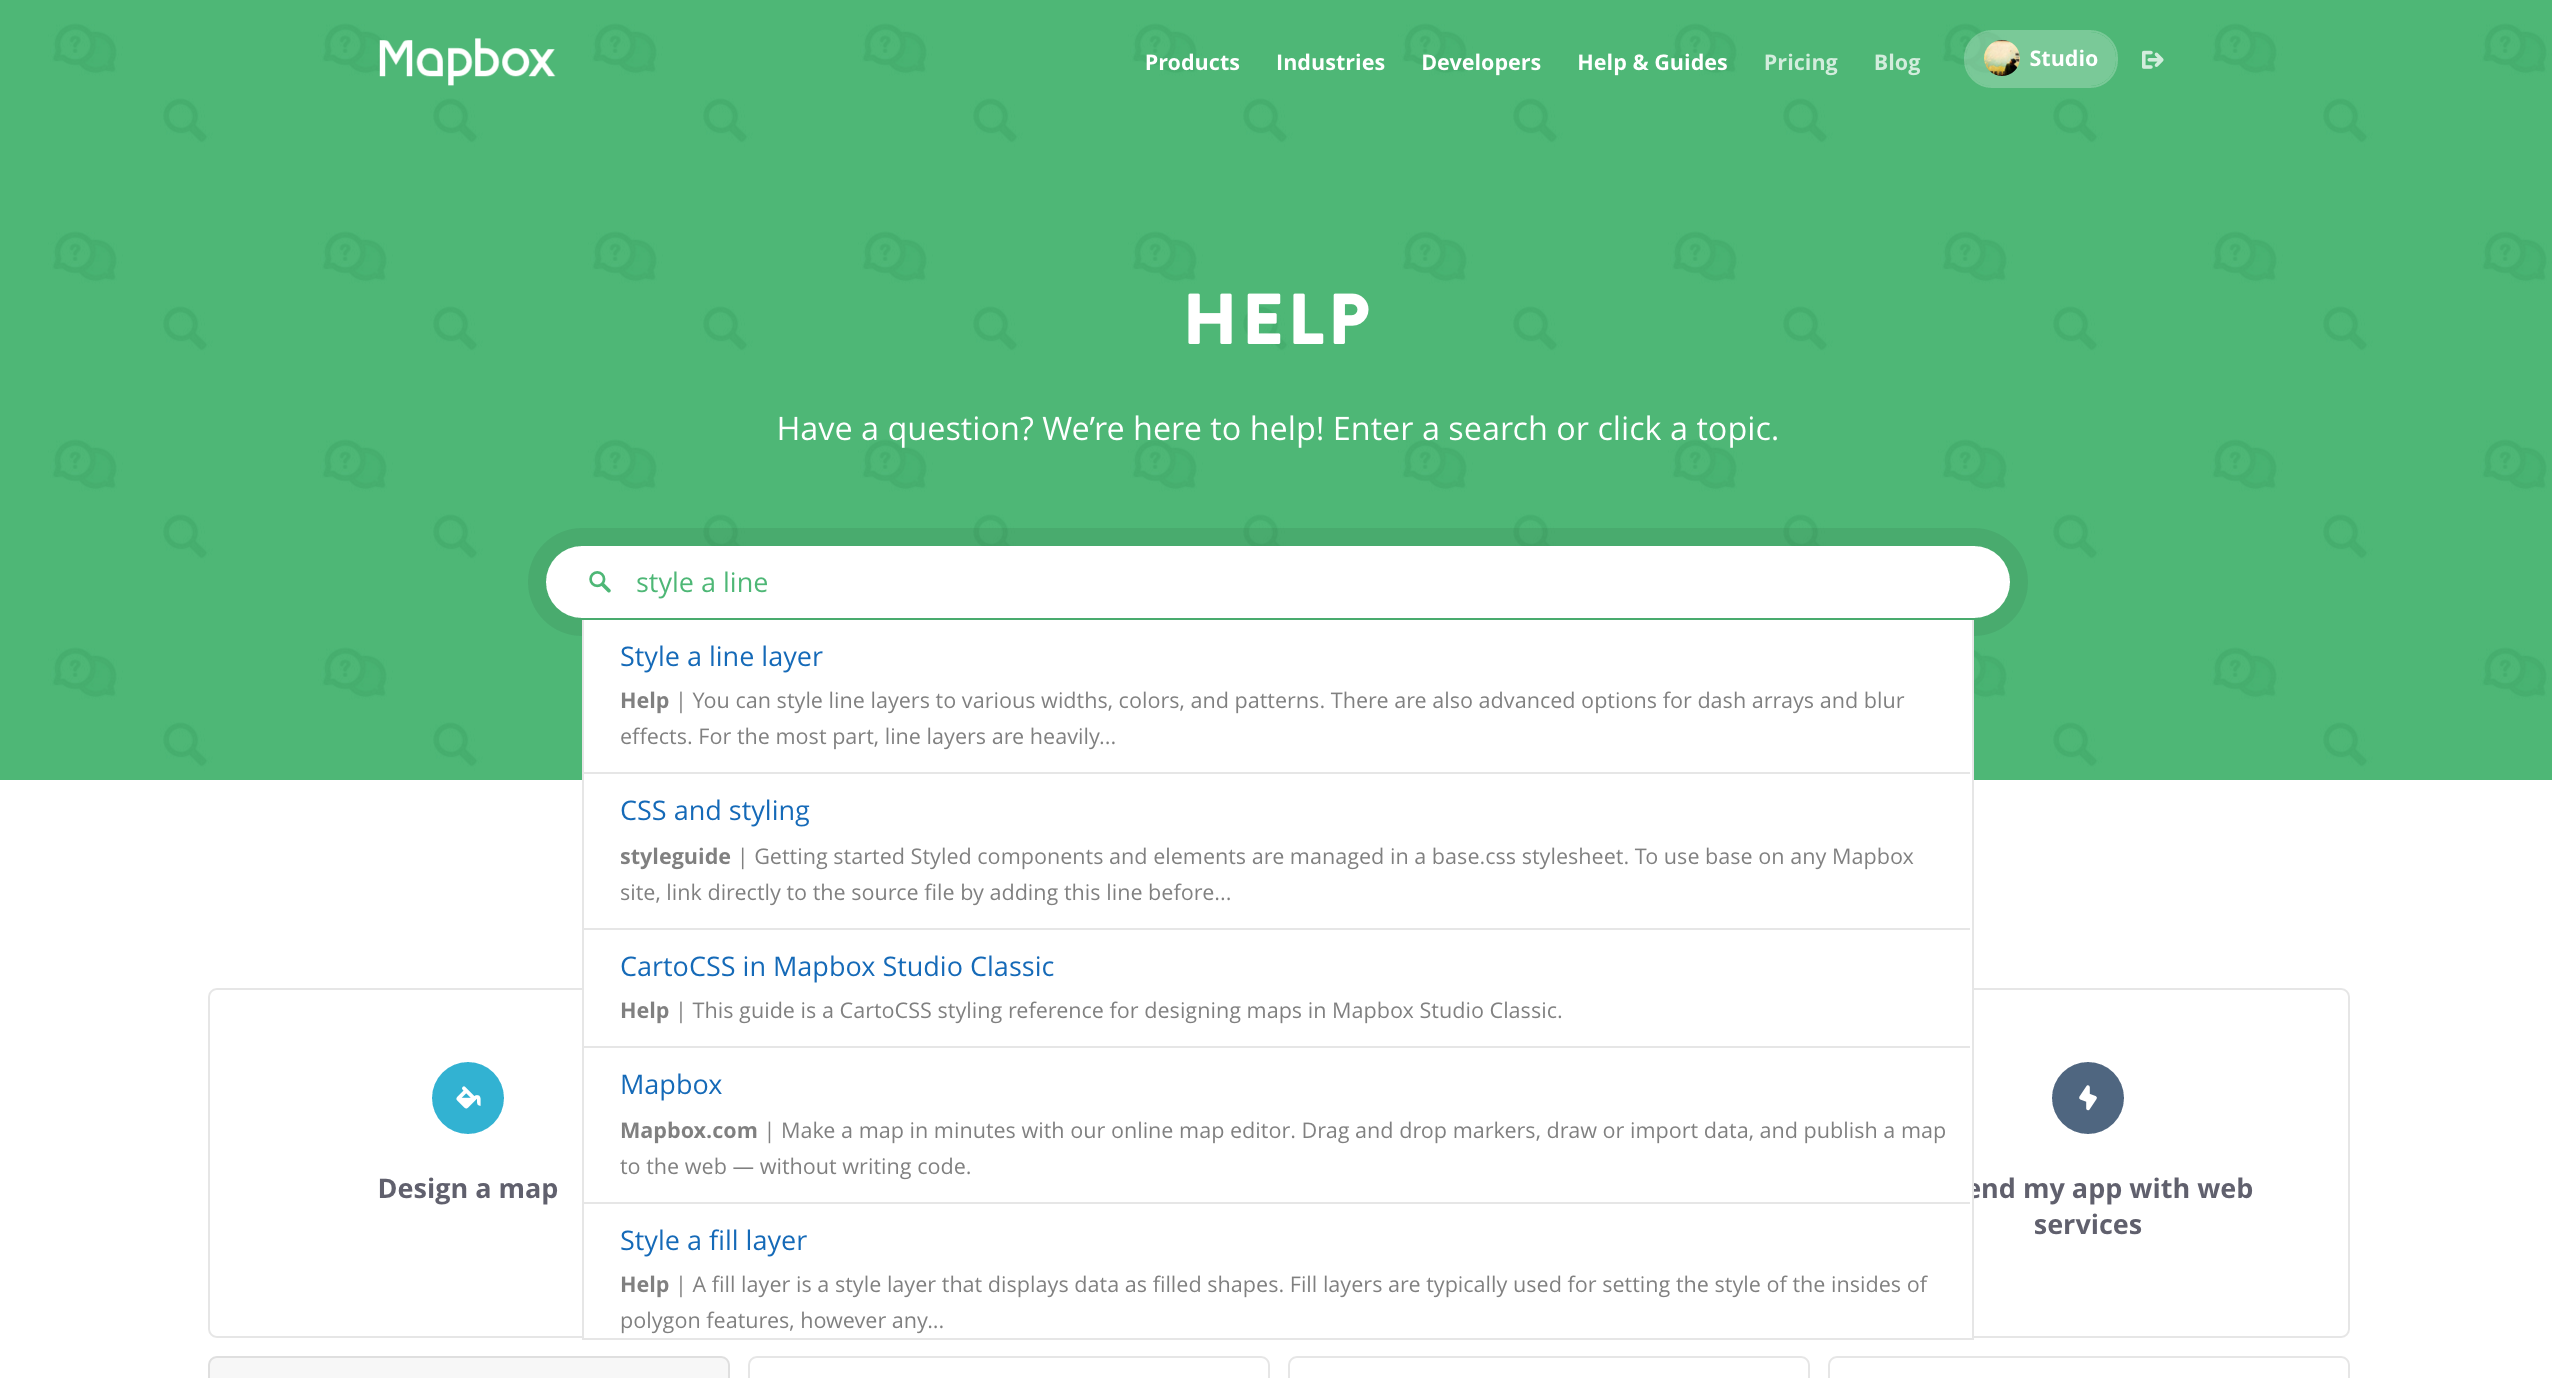 Mapbox
Products Industries Developers Help & Guides Pricing Blog Studio
HELP
Have a question? We’re here to help! Enter a search or click a topic.
style a line
Style a line layer
Help | You can style line layers to various widths, colors, and patterns. There are also advanced options for dash arrays and blur
effects. For the most part, line layers are heavily...
CSS and styling
styleguide | Getting started Styled components and elements are managed in a base.css stylesheet. To use base on any Mapbox
site, link directly to the source file by adding this line before...
CartoCSS in Mapbox Studio Classic
Help | This guide is a CartoCSS styling reference for designing maps in Mapbox Studio Classic.
Mapbox
Mapbox.com | Make a map in minutes with our online map editor. Drag and drop markers, draw or import data, and publish a map
to the web — without writing code.
Style a fill layer
Help | A fill layer is a style layer that displays data as filled shapes. Fill layers are typically used for setting the style of the insides of
polygon features, however any...
Design a map
end my app with web
services